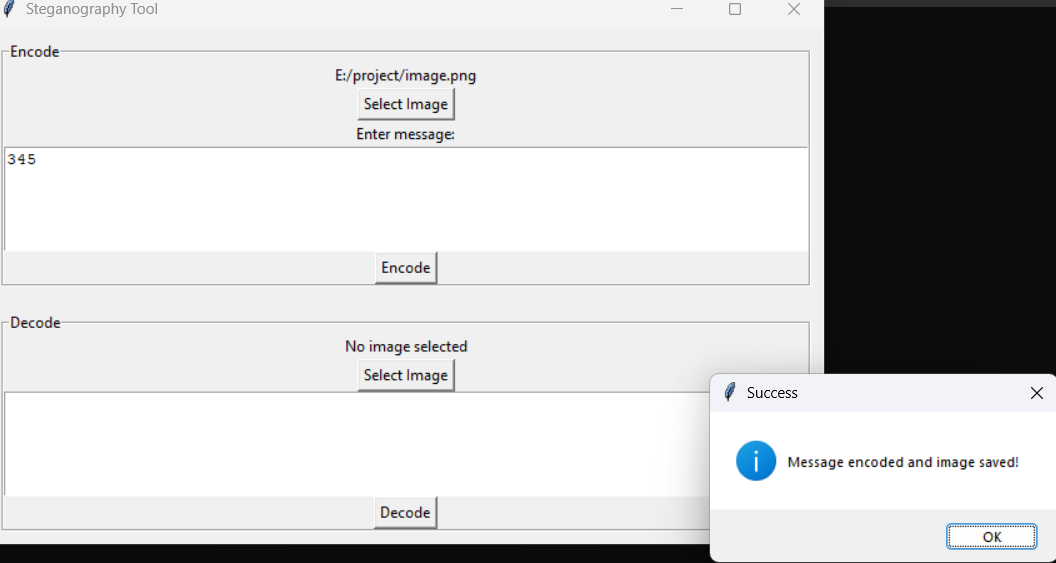 Steganography Tool
Encode
E:/project/image.png
Select Image
Enter message:
345
Encode
Decode
No image selected
Select Image
Decode
Success
Message encoded and image saved!
OK